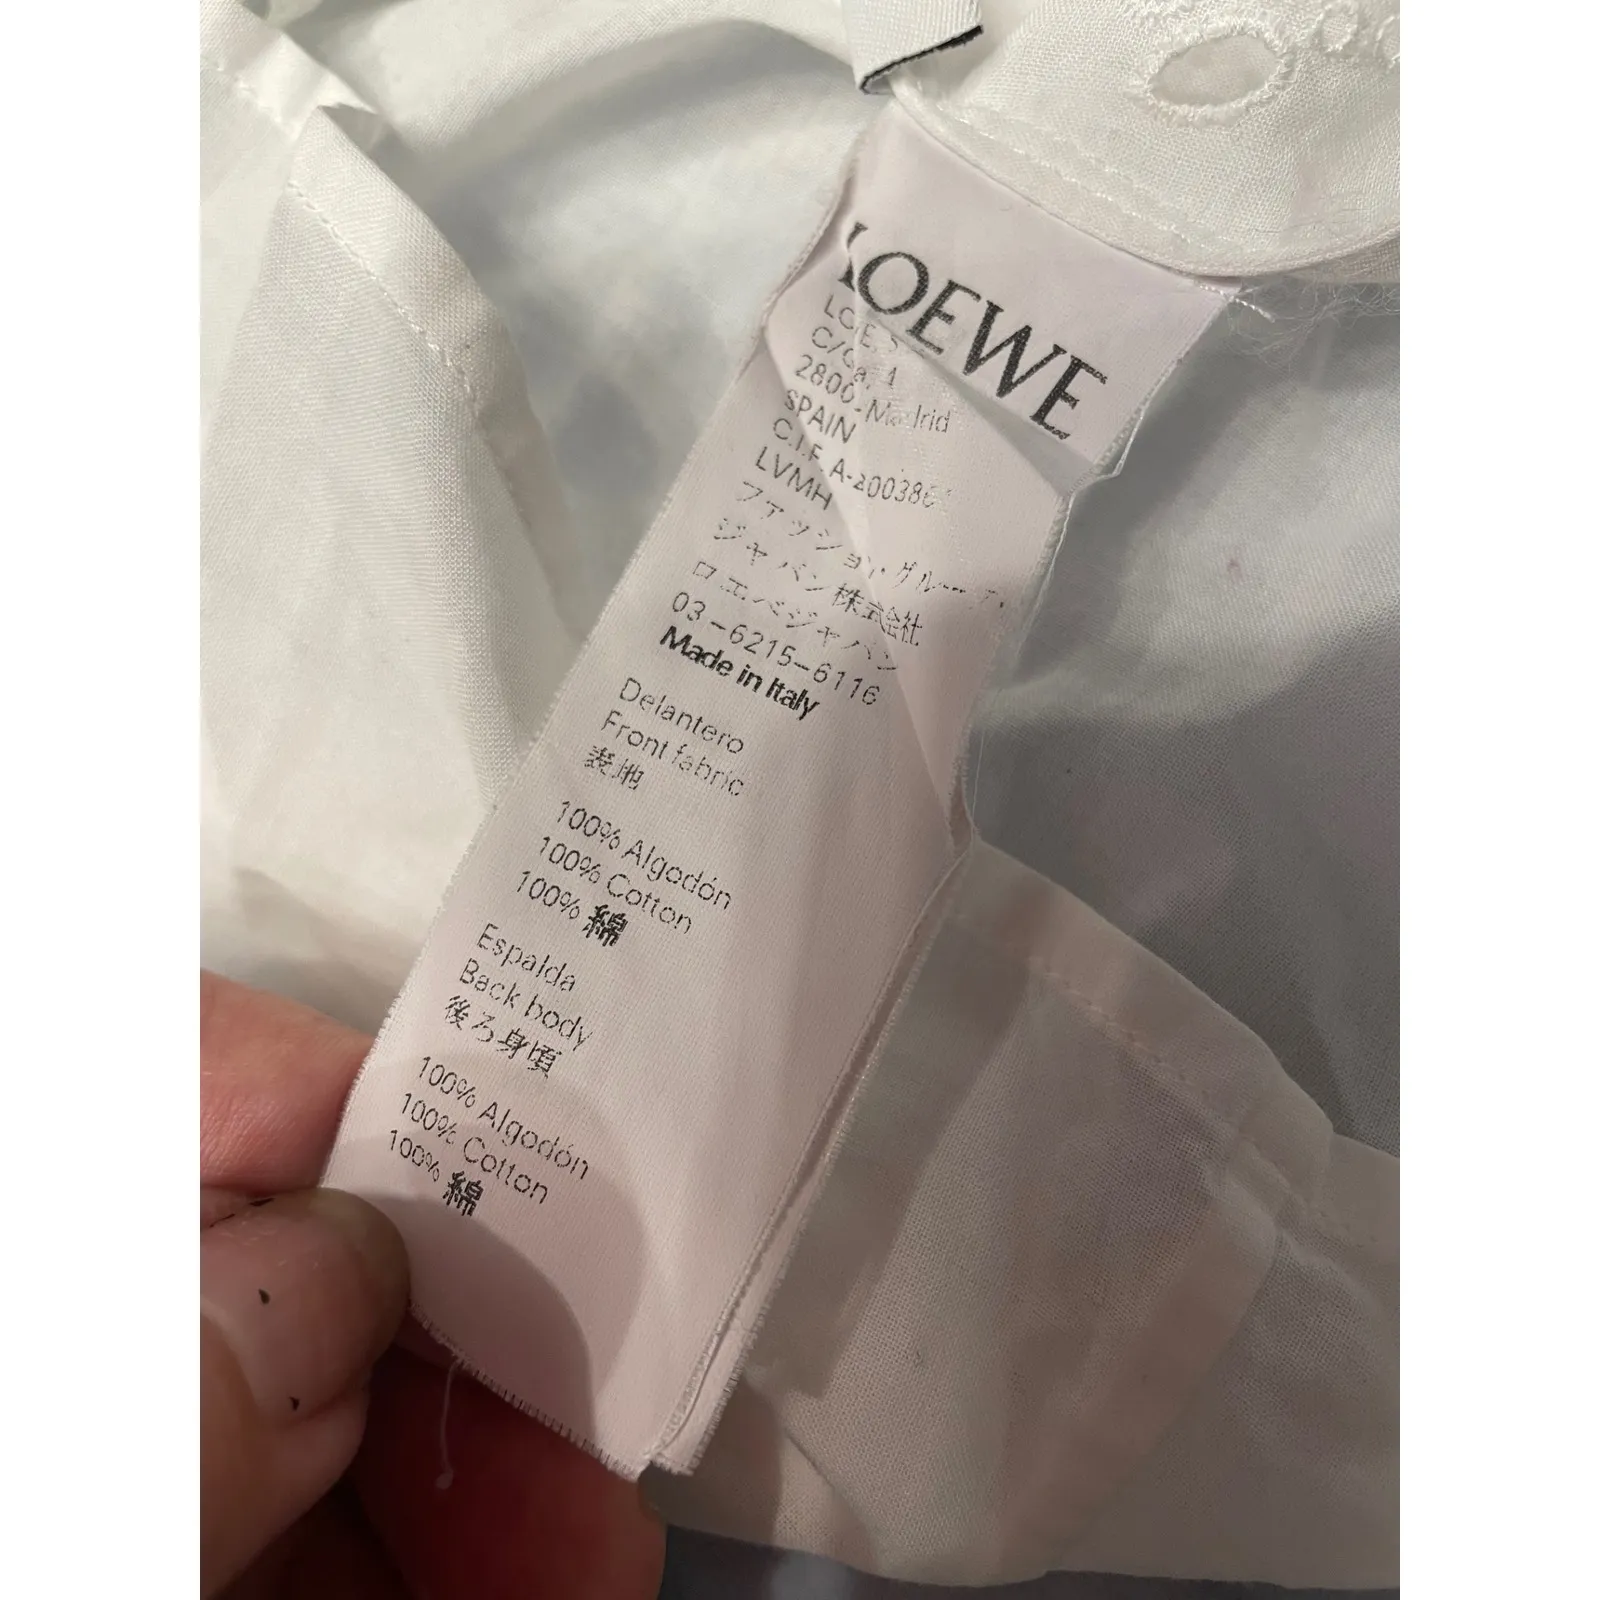 LOEWE
SPAIN
C.I.F. A-
LVMH
ファッション・グループ・
ジャパン株式会社
ロエベジャパン
03-6215-6116
Made in Italy
Delantero
Front fabric
表地
100% Algodón
100% Cotton
100% 綿
Espalda
Back body
後ろ身頃
100% Algodón
100% Cotton
100% 綿